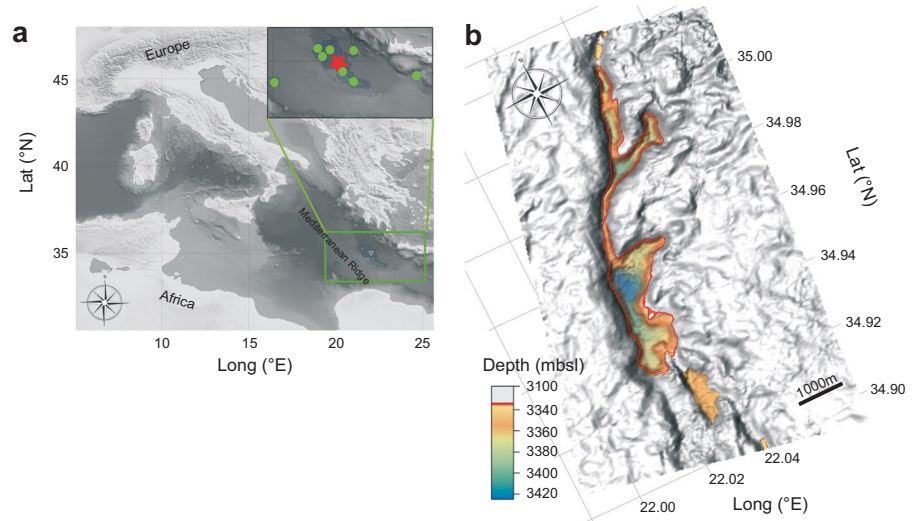 a
Europe
45
40
35
Lat (°N)
Mediterranean Ridge
Africa
5
10
15
20
25
Long (°E)
b
35.00
34.98
34.96
34.94
34.92
34.90
Lat (°N)
1000m
Depth (mbsl)
3100
3340
3360
3380
3400
3420
22.00
22.02
22.04
Long (°E)